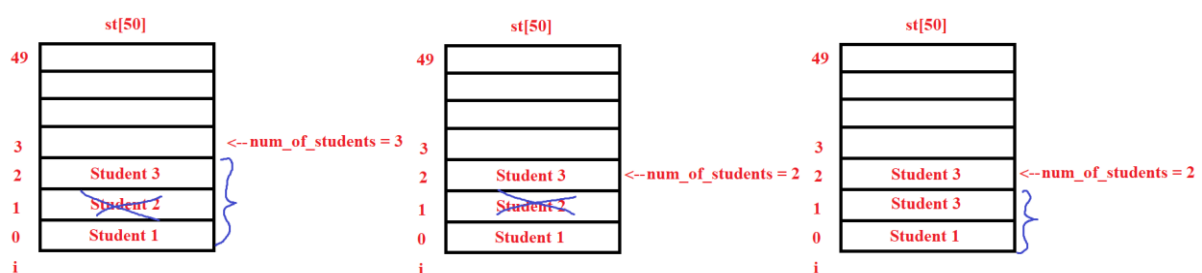 st[50]
49
3 <--num_of_students = 3
2 Student 3
1 Student 2
0 Student 1
i
st[50]
49
3
2 Student 3 <--num_of_students = 2
1 Student 2
0 Student 1
i
st[50]
49
3
2 Student 3 <--num_of_students = 2
1 Student 3
0 Student 1
i